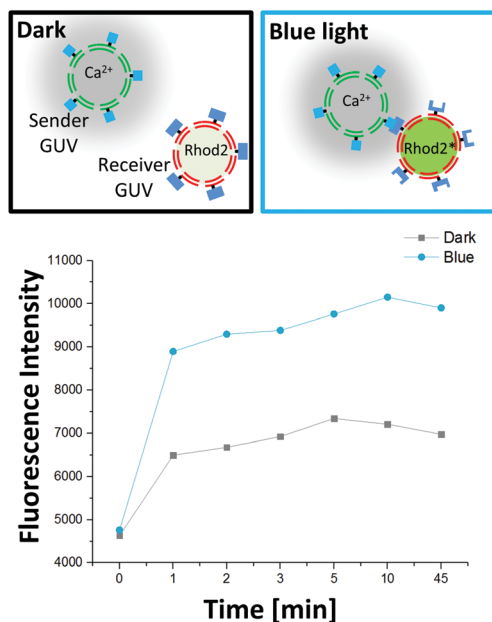 Dark
Ca2+
Sender
GUV
Receiver
GUV
Rhod2
Blue light
Ca2+
Rhod2*
Dark
Blue
Fluorescence Intensity
11000
10000
9000
8000
7000
6000
5000
4000
0 1 2 3 5 10 45
Time [min]